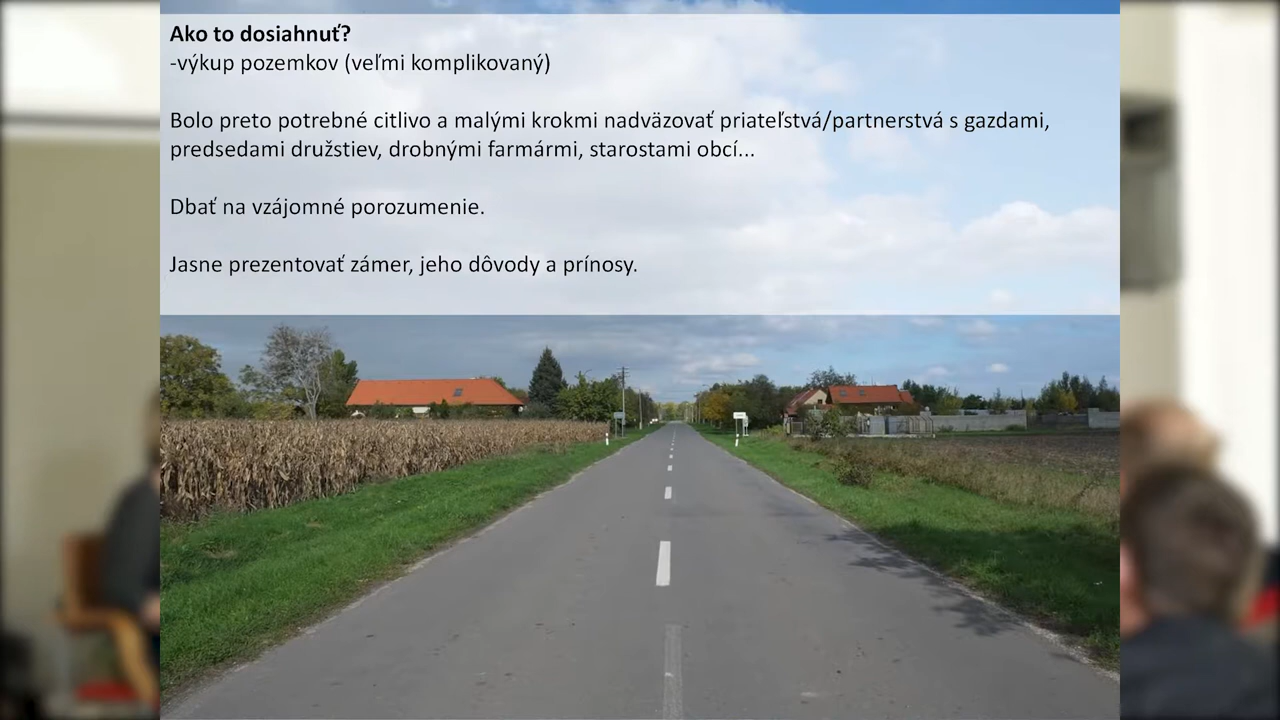 Ako to dosiahnuť?
-výkup pozemkov (veľmi komplikovaný)
Bolo preto potrebné citlivo a malými krokmi nadväzovať priateľstvá/partnerstvá s gazdami,
predsedami družstiev, drobnými farmármi, starostami obcí...
Dbať na vzájomné porozumenie.
Jasne prezentovať zámer, jeho dôvody a prínosy.